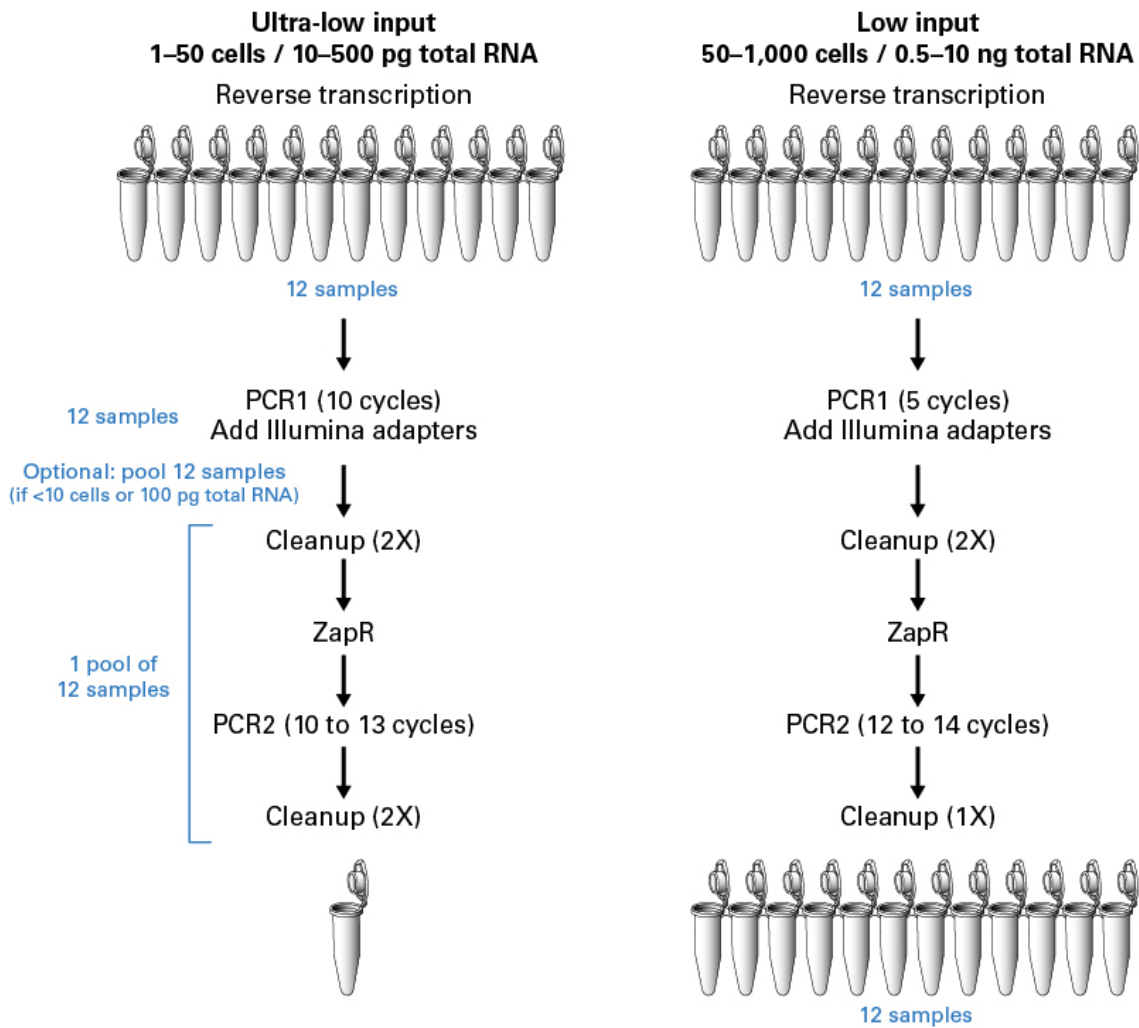 Ultra-low input
1–50 cells / 10–500 pg total RNA
Reverse transcription
12 samples
12 samples
PCR1 (10 cycles)
Add Illumina adapters
Optional: pool 12 samples
(if <10 cells or 100 pg total RNA)
Cleanup (2X)
ZapR
1 pool of
12 samples
PCR2 (10 to 13 cycles)
Cleanup (2X)
Low input
50–1,000 cells / 0.5–10 ng total RNA
Reverse transcription
12 samples
PCR1 (5 cycles)
Add Illumina adapters
Cleanup (2X)
ZapR
PCR2 (12 to 14 cycles)
Cleanup (1X)
12 samples